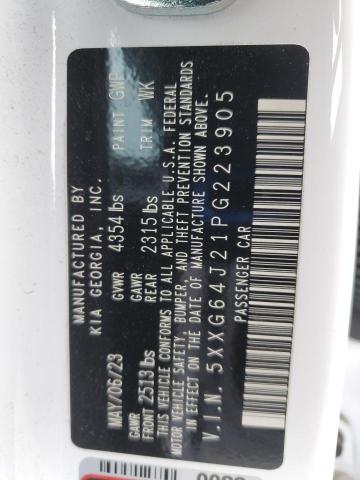 MANUFACTURED BY
KIA GEORGIA, INC.
MAY/06/23 GVWR 4354 lbs PAINT GWP
GAWR FRONT 2513 lbs GAWR REAR 2315 lbs TRIM WK
THIS VEHICLE CONFORMS TO ALL APPLICABLE U.S.A. FEDERAL
MOTOR VEHICLE SAFETY, BUMPER, AND THEFT PREVENTION STANDARDS
IN EFFECT ON THE DATE OF MANUFACTURE SHOWN ABOVE.
V.I.N. 5XXG64J21PG223905
PASSENGER CAR